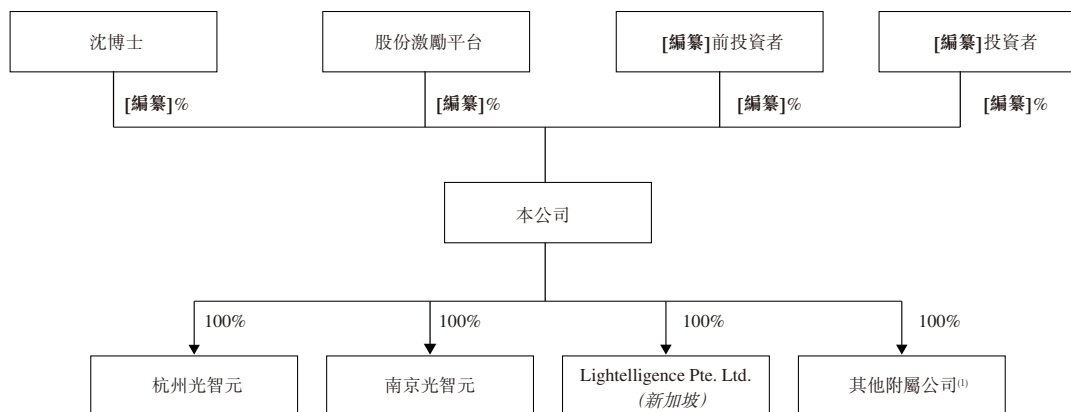 沈博士
股份激勵平台
[編纂]前投資者
[編纂]投資者
[編纂]%
[編纂]%
[編纂]%
[編纂]%
本公司
100%
100%
100%
100%
杭州光智元
南京光智元
Lightelligence Pte. Ltd.
(新加坡)
其他附屬公司(1)